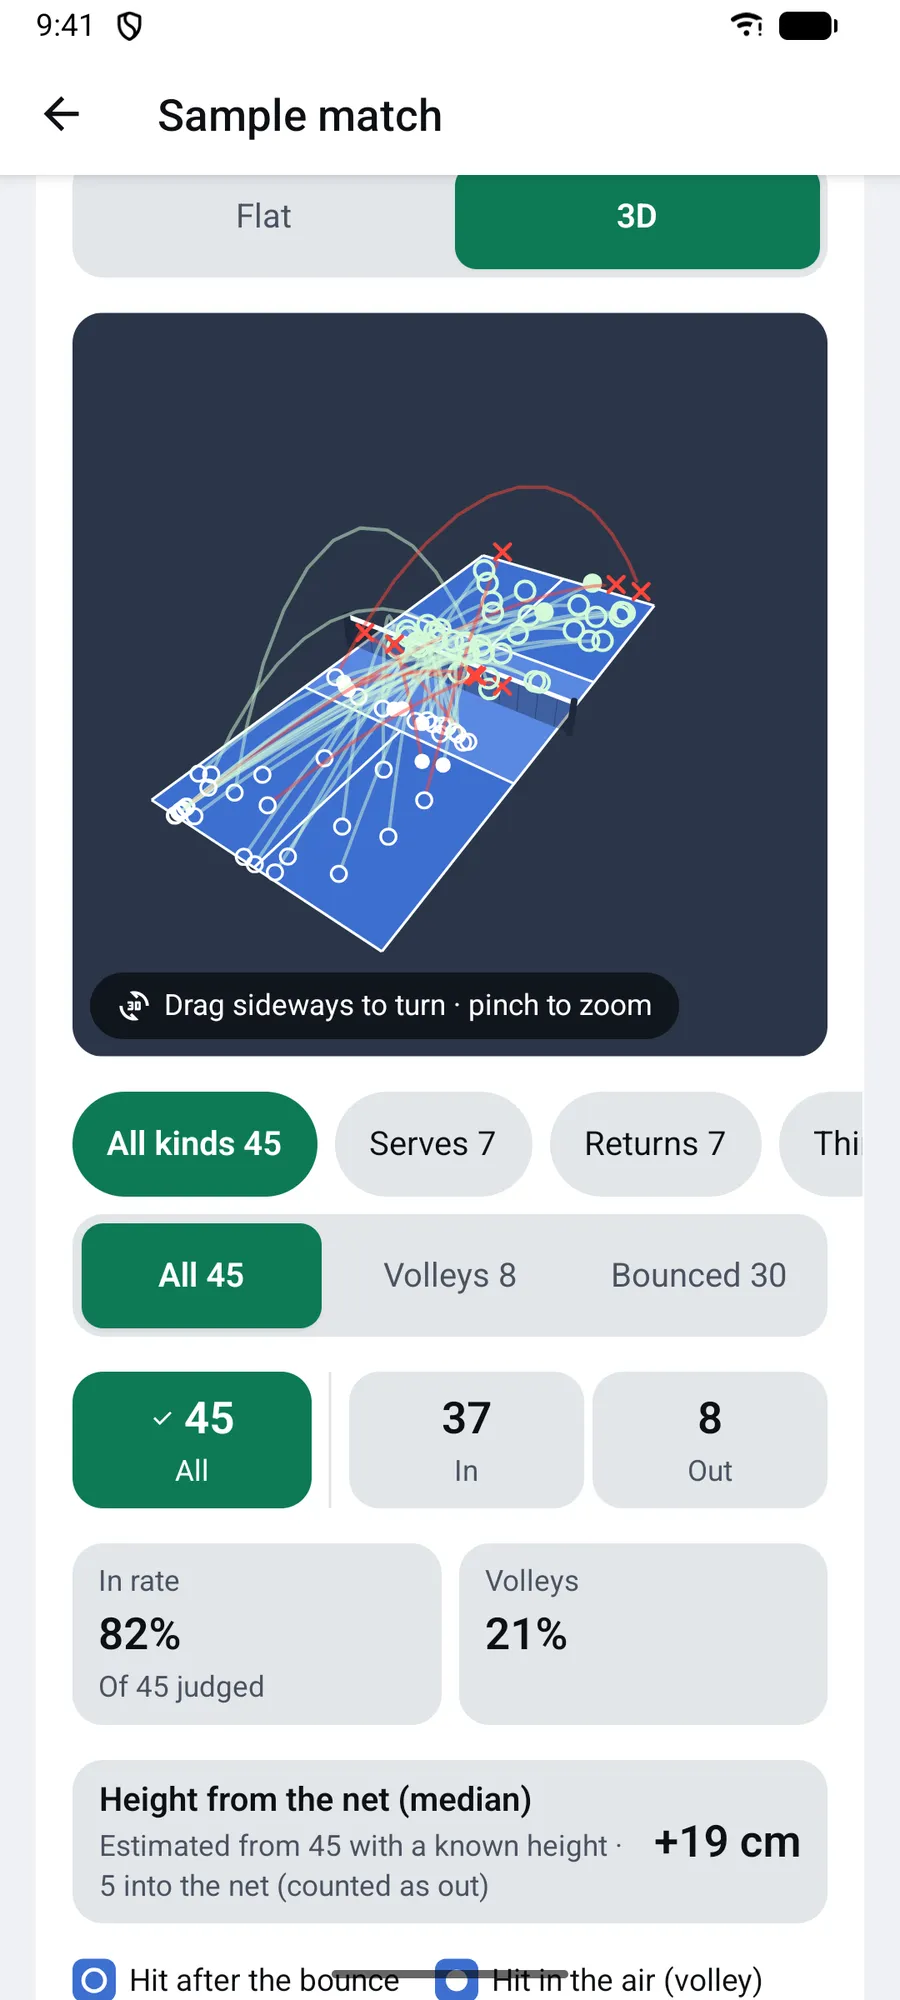 9:41
Sample match
Flat
3D
3D
Drag sideways to turn · pinch to zoom
All kinds 45
Serves 7
Returns 7
Thi
All 45
Volleys 8
Bounced 30
45
All
37
In
8
Out
In rate
82%
Of 45 judged
Volleys
21%
Height from the net (median)
Estimated from 45 with a known height ·
5 into the net (counted as out)
+19 cm
Hit after the bounce
Hit in the air (volley)